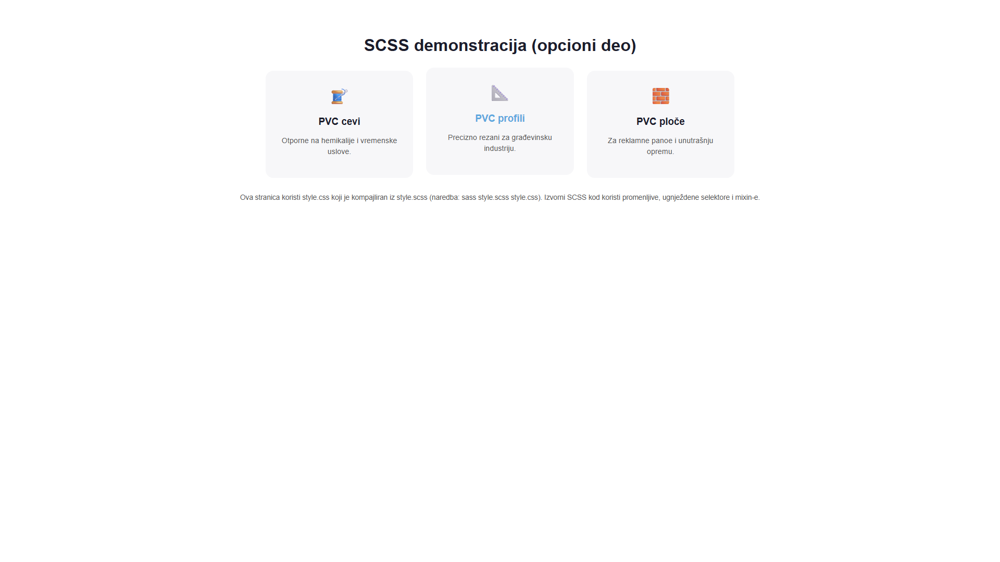 SCSS demonstracija (opcioni deo)
PVC cevi
Otporne na hemikalije i vremenske
uslove.
PVC profili
Precizno rezani za građevinsku
industriju.
PVC ploče
Za reklamne panoe i unutrašnju
opremu.
Ova stranica koristi style.css koji je kompajliran iz style.scss (naredba: sass style.scss style.css). Izvorni SCSS kod koristi promenljive, ugnježdene selektore i mixin-e.